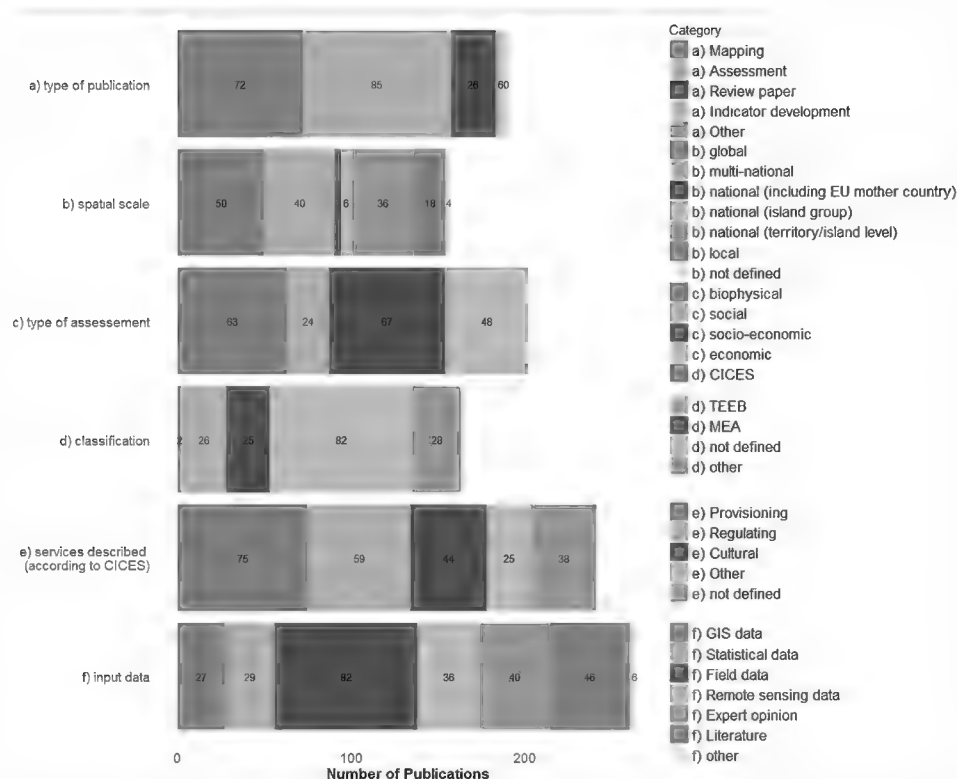 Category
a) Mapping
a) Assessment
a) Review paper
a) Indicator development
a) Other
b) global
b) multi-national
b) national (including EU mother country)
b) national (island group)
b) national (territory/island level)
b) local
b) not defined
c) biophysical
c) social
c) socio-economic
c) economic
d) CICES
d) TEEB
d) MEA
d) not defined
d) other
e) Provisioning
e) Regulating
e) Cultural
e) Other
e) not defined
f) GIS data
f) Statistical data
f) Field data
f) Remote sensing data
f) Expert opinion
f) Literature
f) other
a) type of publication
72 85 26 60
b) spatial scale
50 40 6 36 18 4
c) type of assessement
63 24 67 48
d) classification
2 26 25 82 28
e) services described
(according to CICES)
75 59 44 25 38
f) input data
27 29 82 36 40 46 6
0 100 200
Number of Publications